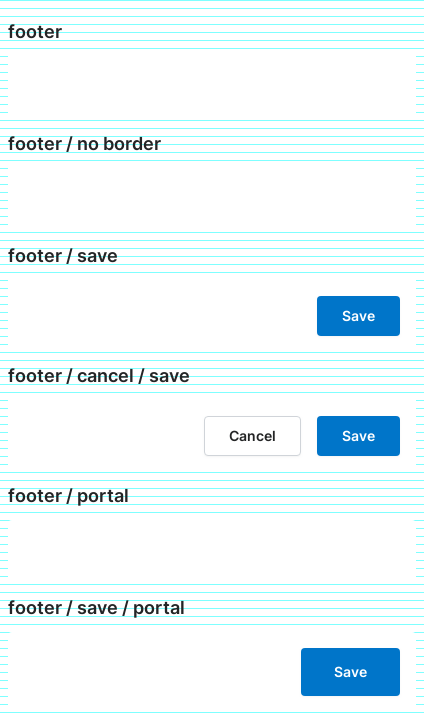 footer
footer / no border
footer / save
Save
footer / cancel / save
Cancel Save
footer / portal
footer / save / portal
Save